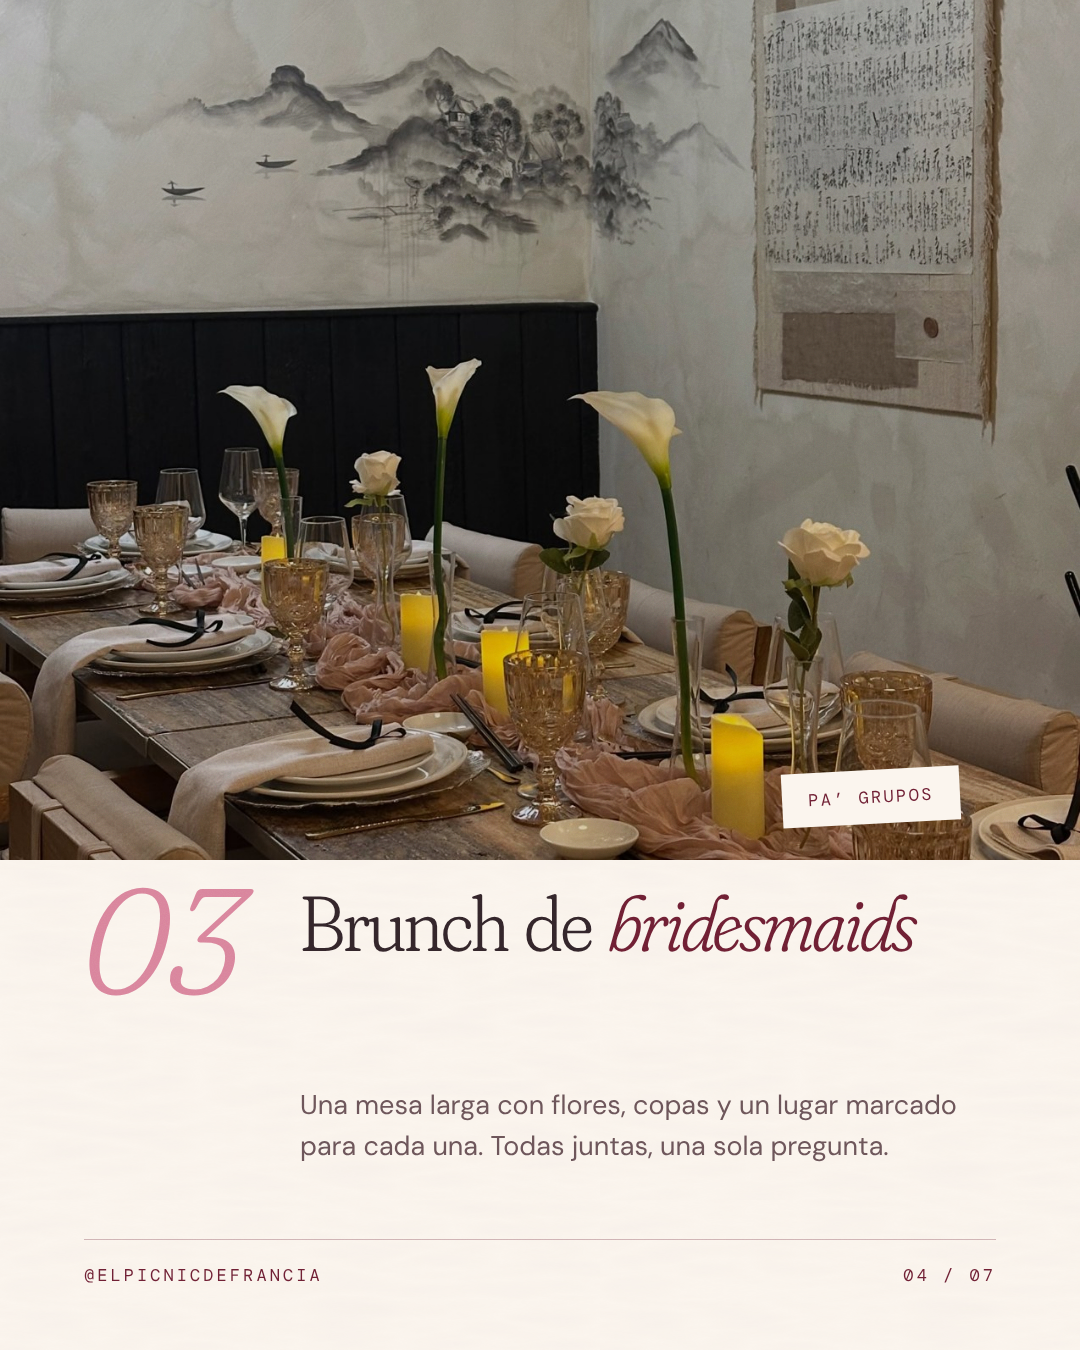 PA’ GRUPOS
03
Brunch de bridesmaids
Una mesa larga con flores, copas y un lugar marcado
para cada una. Todas juntas, una sola pregunta.
@ELPICNICDEFRANCIA
04 / 07